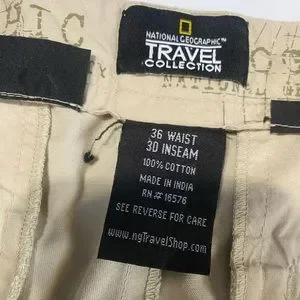 NATIONAL GEOGRAPHIC™
TRAVEL
COLLECTION
36 WAIST
30 INSEAM
100% COTTON
MADE IN INDIA
RN# 16576
SEE REVERSE FOR CARE
www.ngTravelShop.com